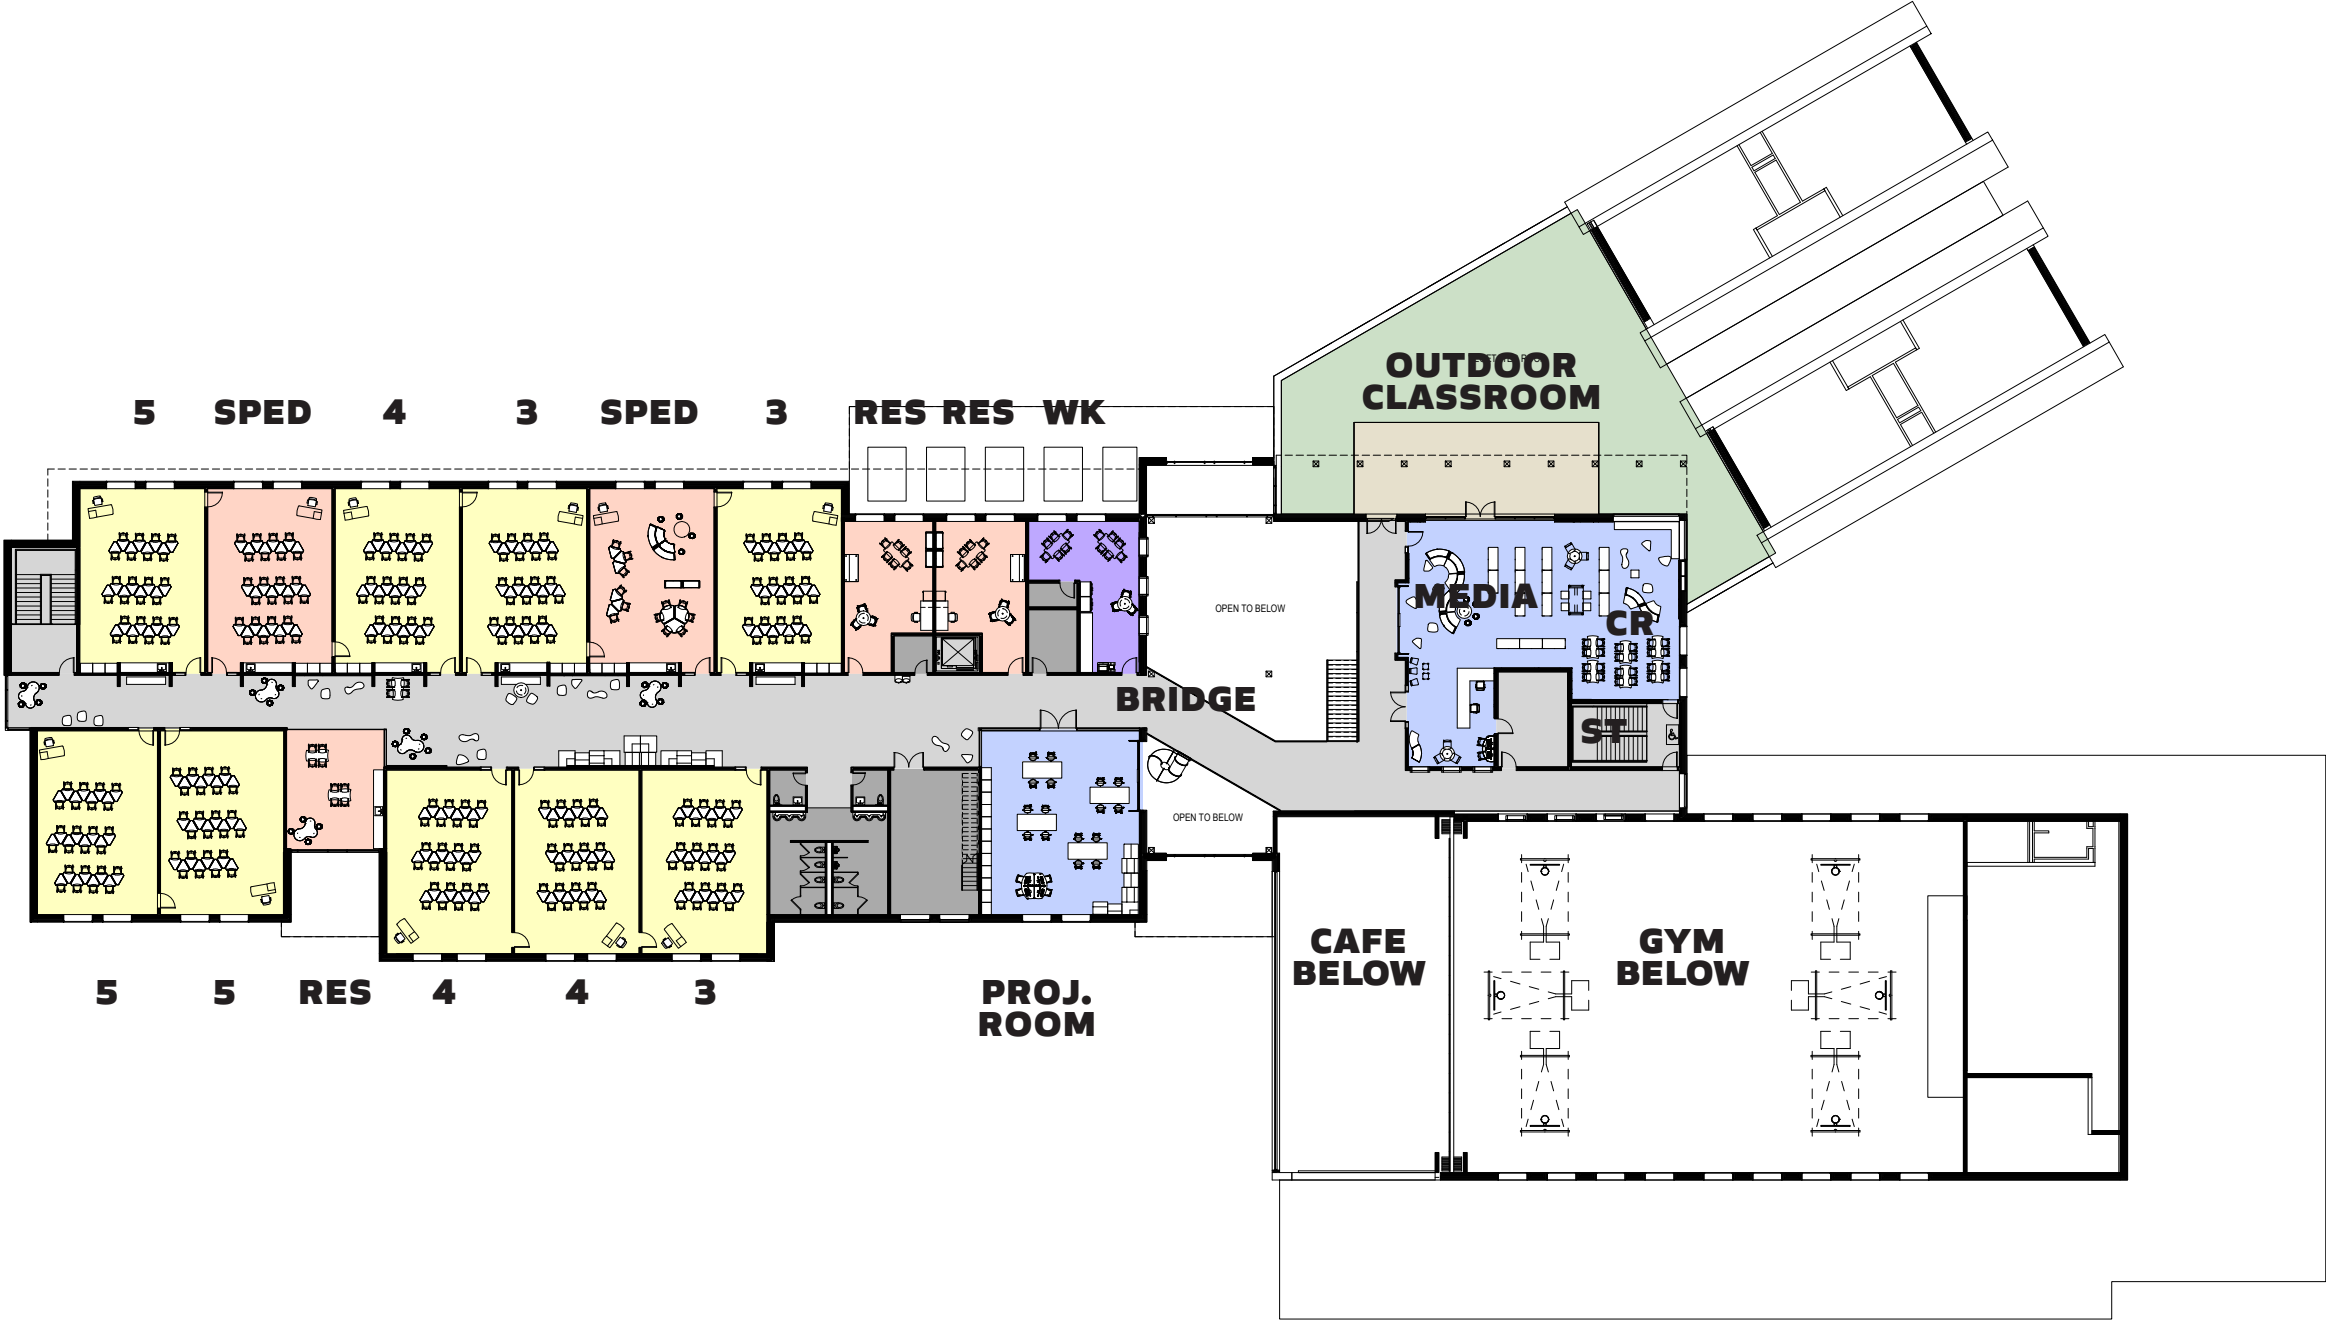 OUTDOOR
CLASSROOM
5 SPED 4 3 SPED 3 RES RES WK
OPEN TO BELOW
MEDIA
CR
BRIDGE
ST
OPEN TO BELOW
CAFE
BELOW
GYM
BELOW
5 5 RES 4 4 3 PROJ.
ROOM